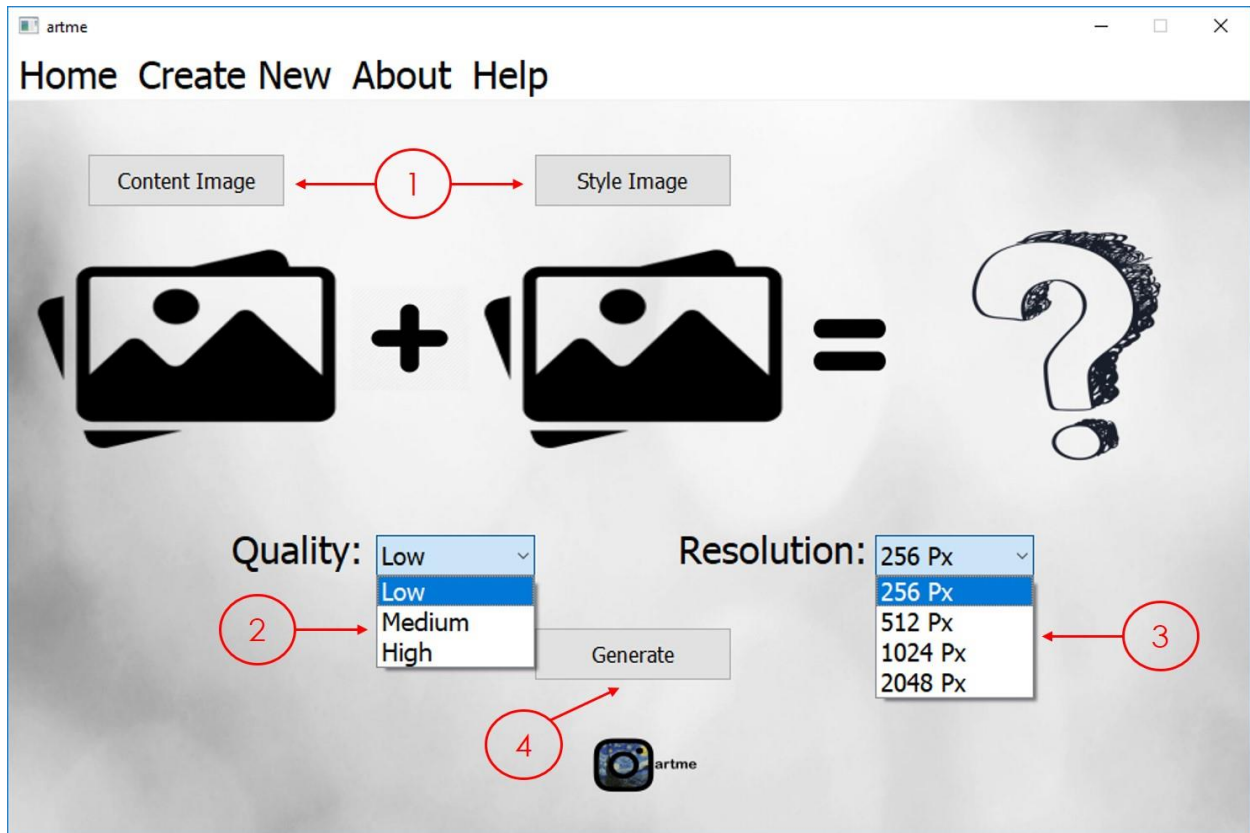 artme
Home Create New About Help
Content Image
1
Style Image
Quality: Low
Low
Medium
High
2
Resolution: 256 Px
256 Px
512 Px
1024 Px
2048 Px
3
Generate
4
artme